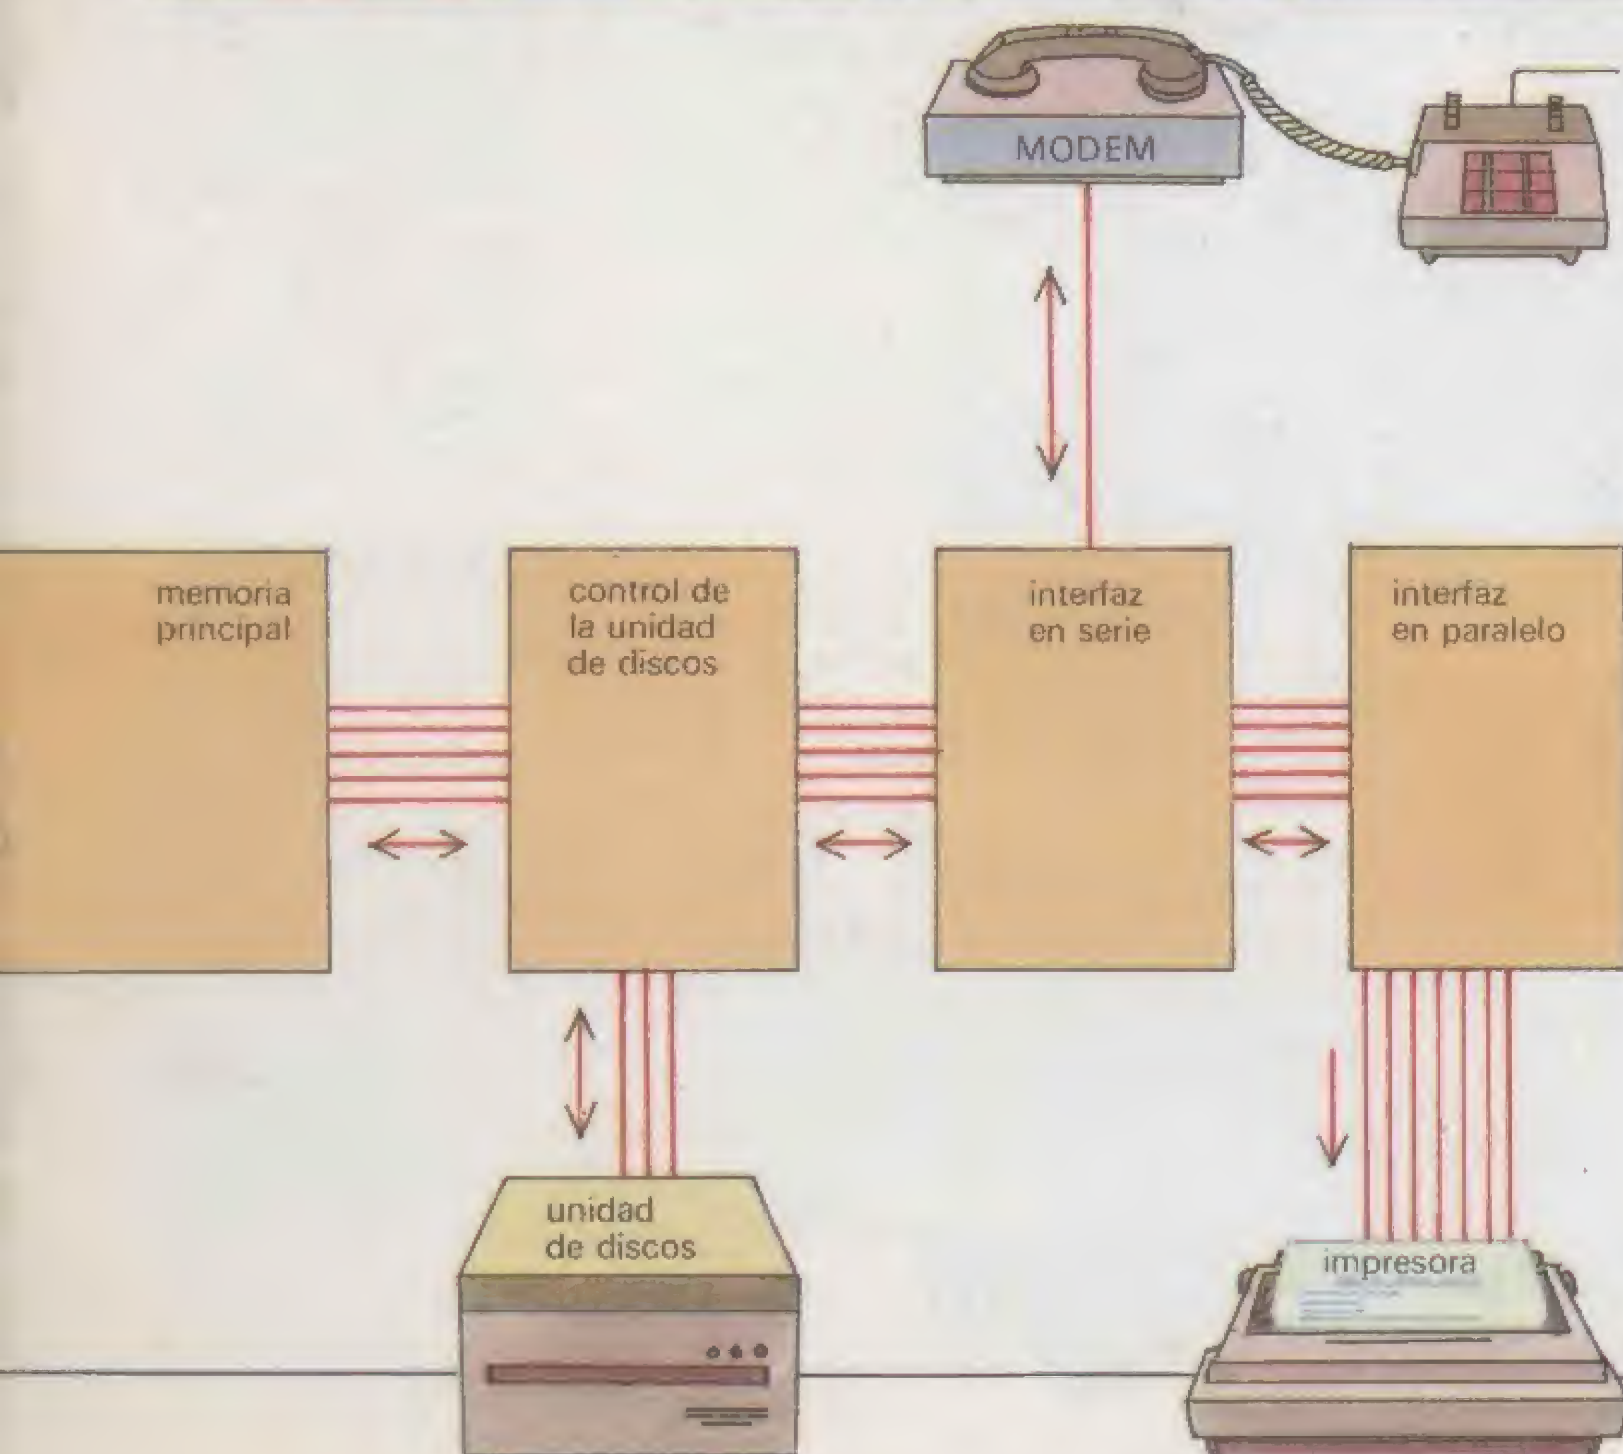 MODEM
memoria
principal
control de
la unidad
de discos
interfaz
en serie
interfaz
en paralelo
unidad
de discos
impresora